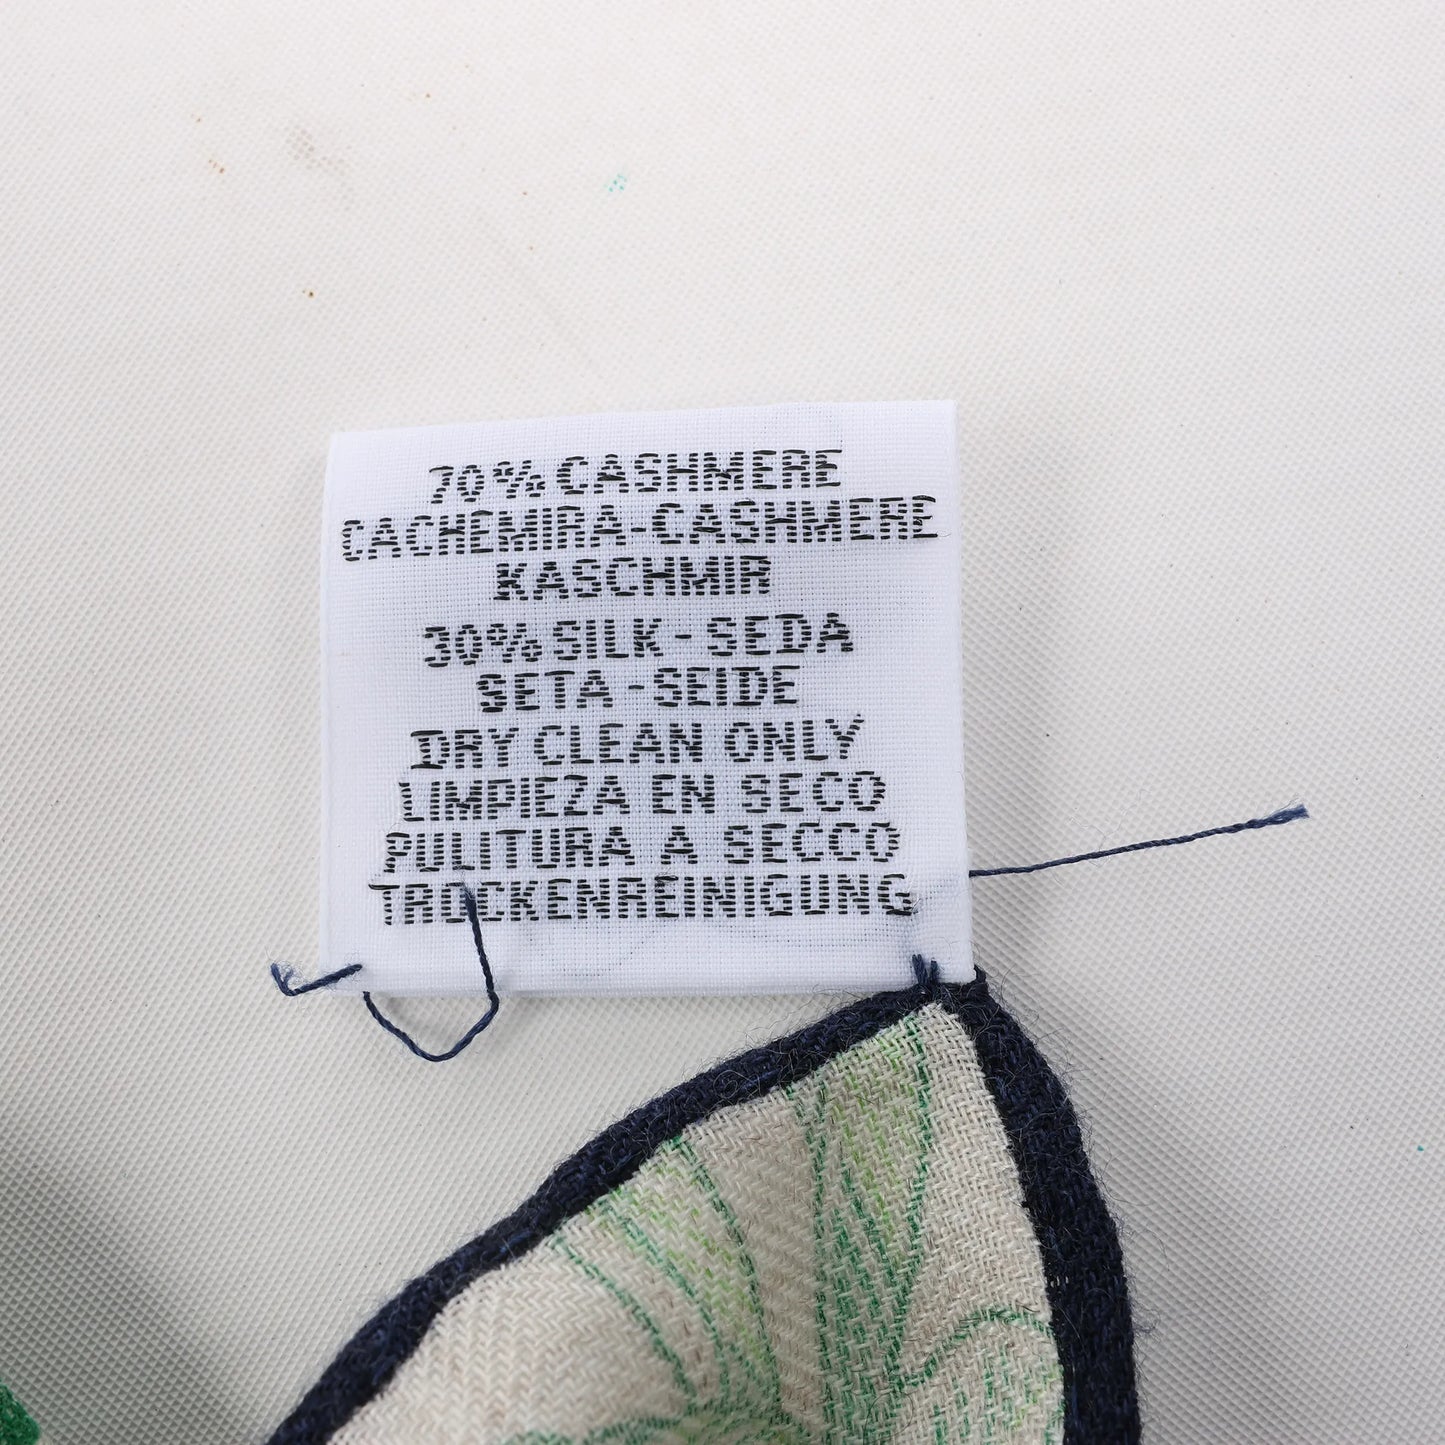 70% CASHMERE
CACHEMIRA-CASHMERE
KASCHMIR
30% SILK - SEDA
SETA - SEIDE
DRY CLEAN ONLY
LIMPIEZA EN SECO
PULITURA A SECCO
TROCKENREINIGUNG